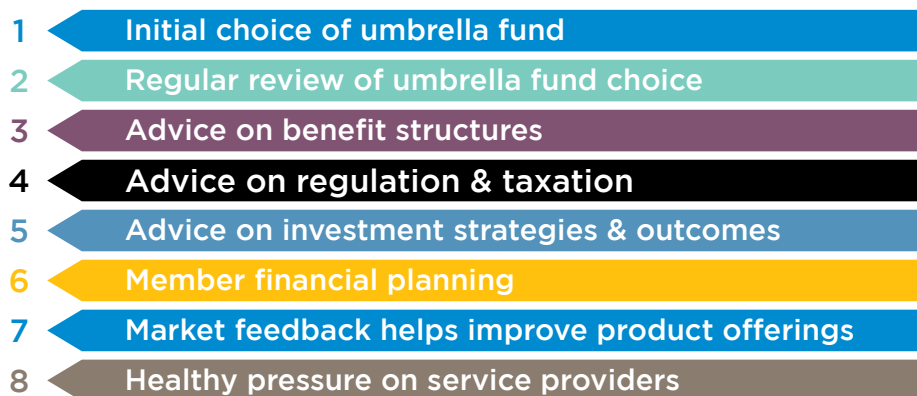 1 Initial choice of umbrella fund
2 Regular review of umbrella fund choice
3 Advice on benefit structures
4 Advice on regulation & taxation
5 Advice on investment strategies & outcomes
6 Member financial planning
7 Market feedback helps improve product offerings
8 Healthy pressure on service providers